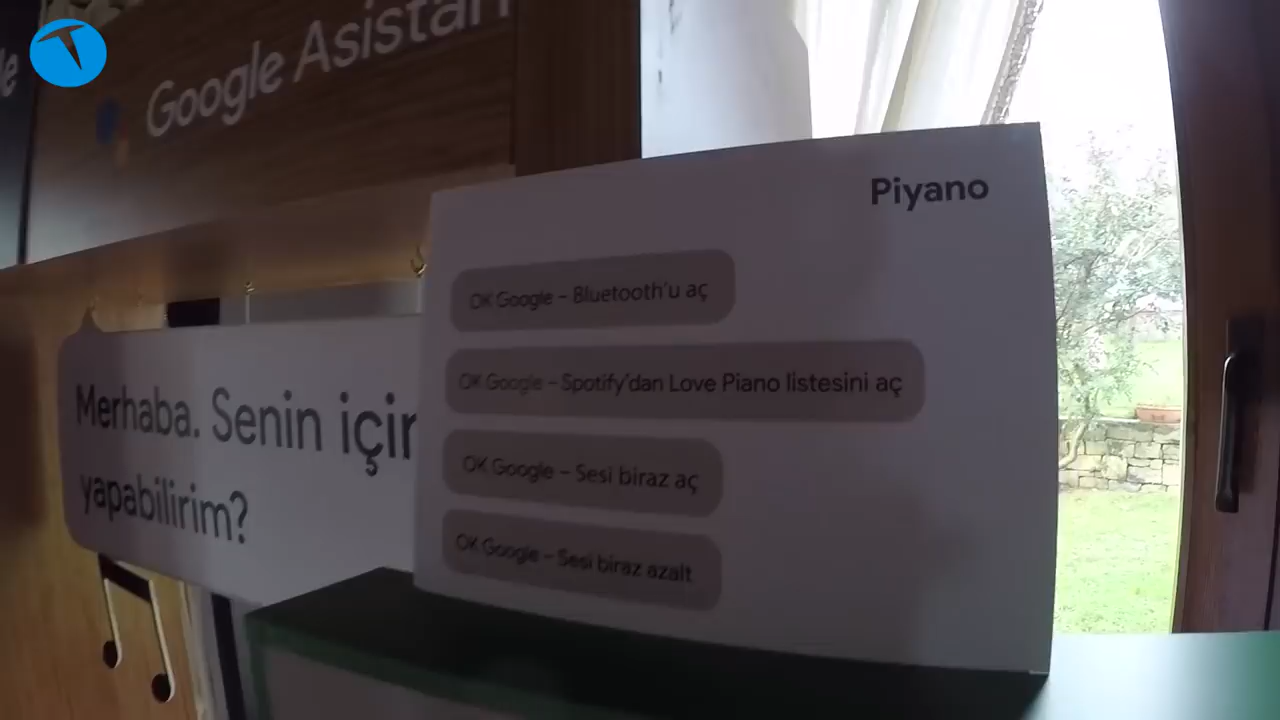 Google Asistan
Piyano
OK Google – Bluetooth'u aç
OK Google – Spotify'dan Love Piano listesini aç
OK Google – Sesi biraz aç
OK Google – Sesi biraz azalt
Merhaba. Senin için
yapabilirim?